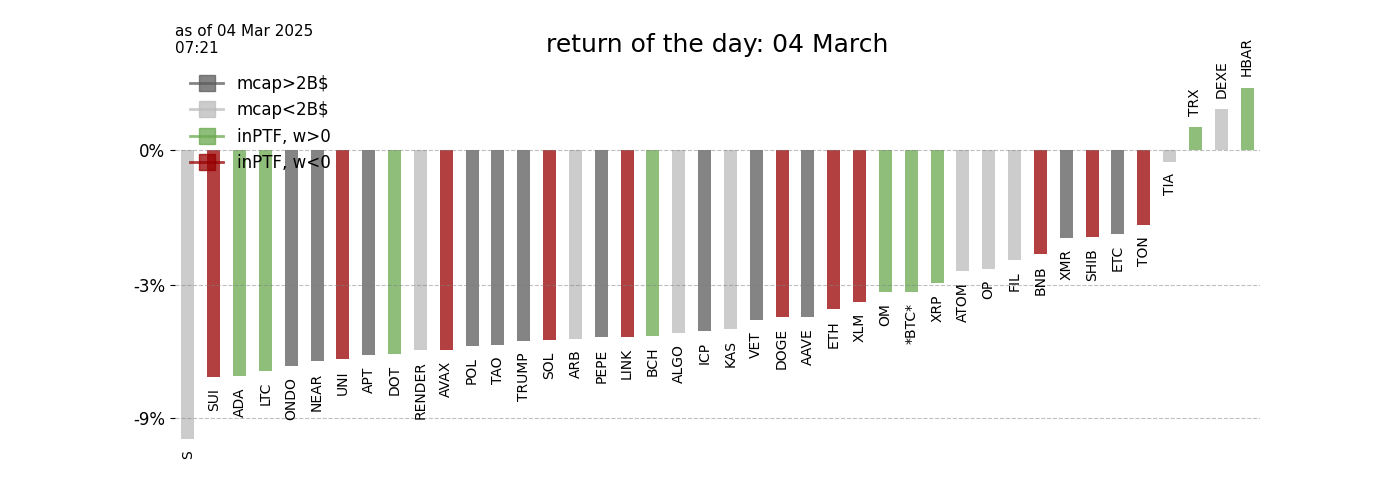 as of 04 Mar 2025
07:21
return of the day: 04 March
mcap>2B$
mcap<2B$
inPTF, w>0
inPTF, w<0
0%
-3%
-9%
S
SUI
ADA
LTC
ONDO
NEAR
UNI
APT
DOT
RENDER
AVAX
POL
TAO
TRUMP
SOL
ARB
PEPE
LINK
BCH
ALGO
ICP
KAS
VET
DOGE
AAVE
ETH
XLM
OM
*BTC*
XRP
ATOM
OP
FIL
BNB
XMR
SHIB
ETC
TON
TIA
TRX
DEXE
HBAR